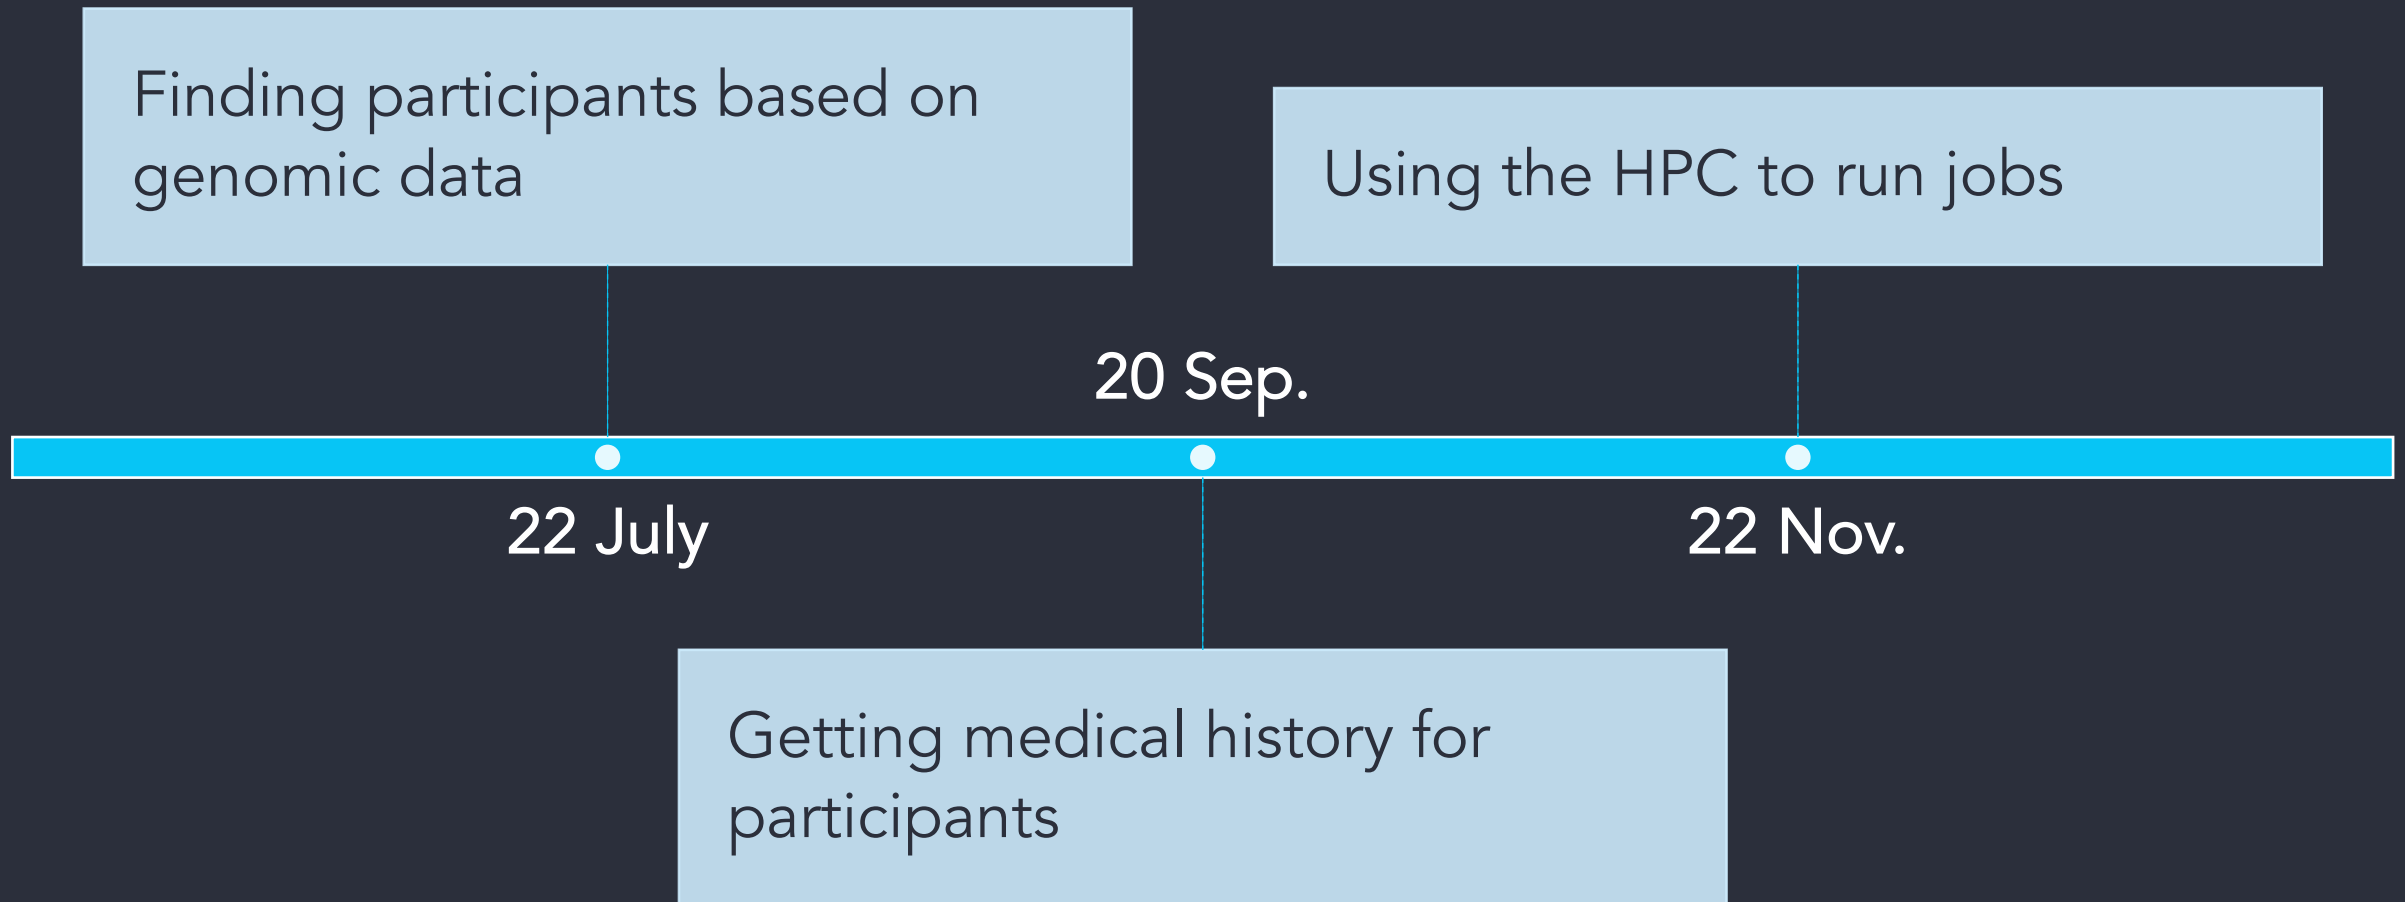 Finding participants based on
genomic data
Using the HPC to run jobs
20 Sep.
22 July
22 Nov.
Getting medical history for
participants